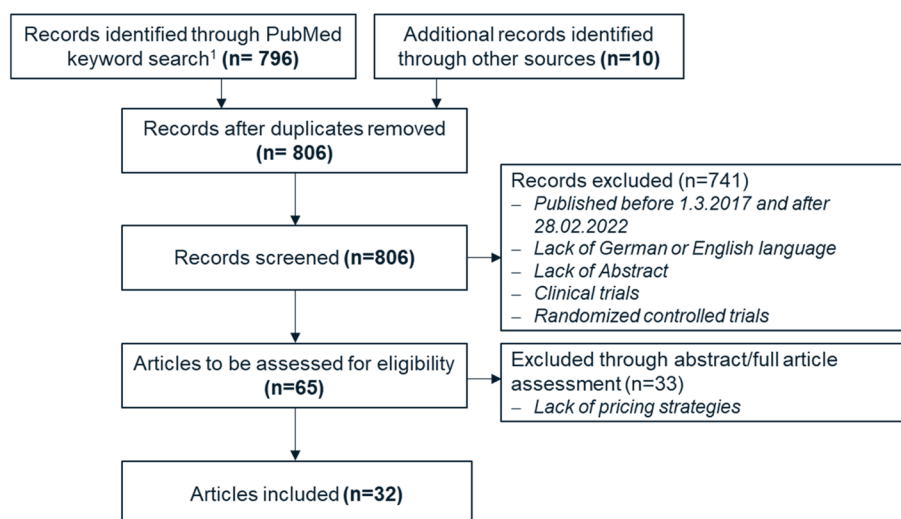 Records identified through PubMed
keyword search¹ (n= 796)
Additional records identified
through other sources (n=10)
Records after duplicates removed
(n= 806)
Records excluded (n=741)
– Published before 1.3.2017 and after
28.02.2022
– Lack of German or English language
– Lack of Abstract
– Clinical trials
– Randomized controlled trials
Records screened (n=806)
Articles to be assessed for eligibility
(n=65)
Excluded through abstract/full article
assessment (n=33)
– Lack of pricing strategies
Articles included (n=32)